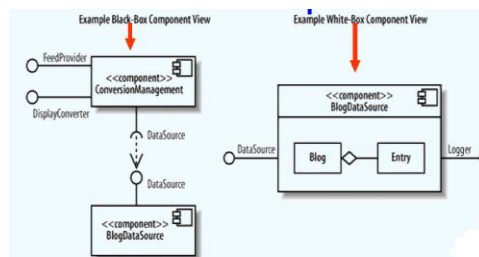 Example Black-Box Component View
FeedProvider
<<component>>
ConversionManagement
DisplayConverter
DataSource
DataSource
<<component>>
BlogDataSource
Example White-Box Component View
<<component>>
BlogDataSource
DataSource
Blog
Entry
Logger